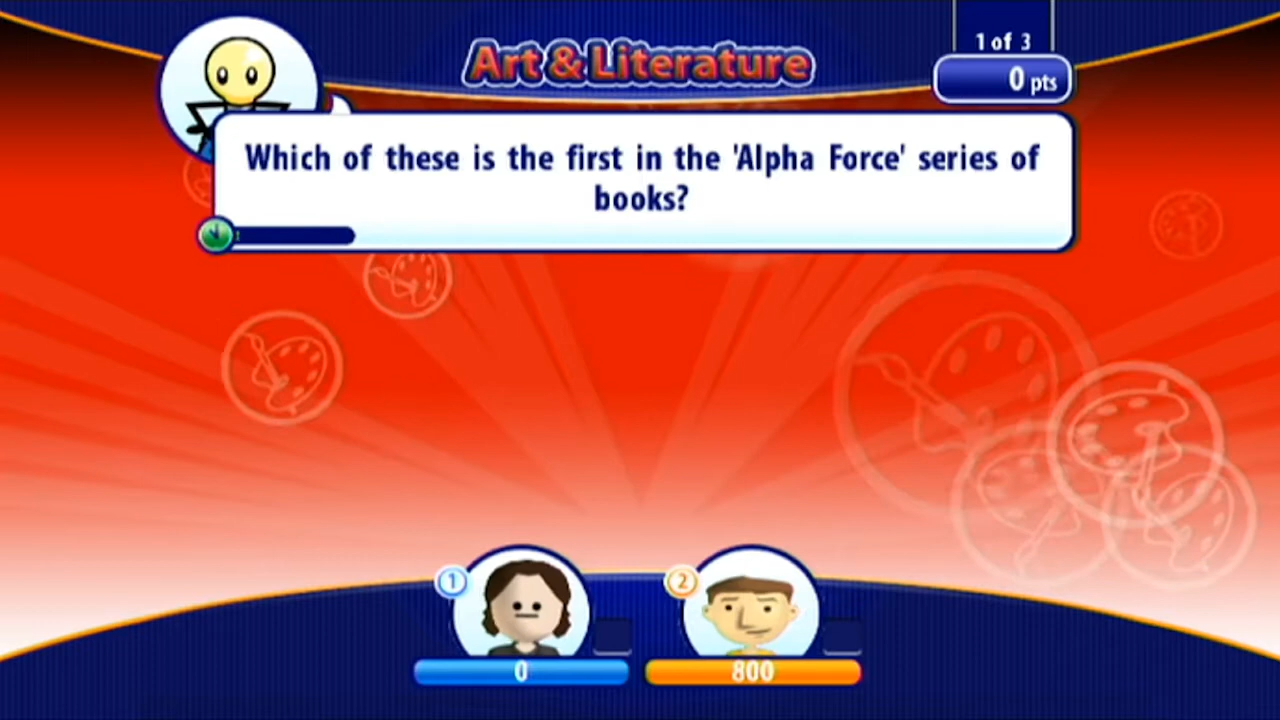 Art & Literature
1 of 3
0 pts
Which of these is the first in the 'Alpha Force' series of
books?
1
2
0
800